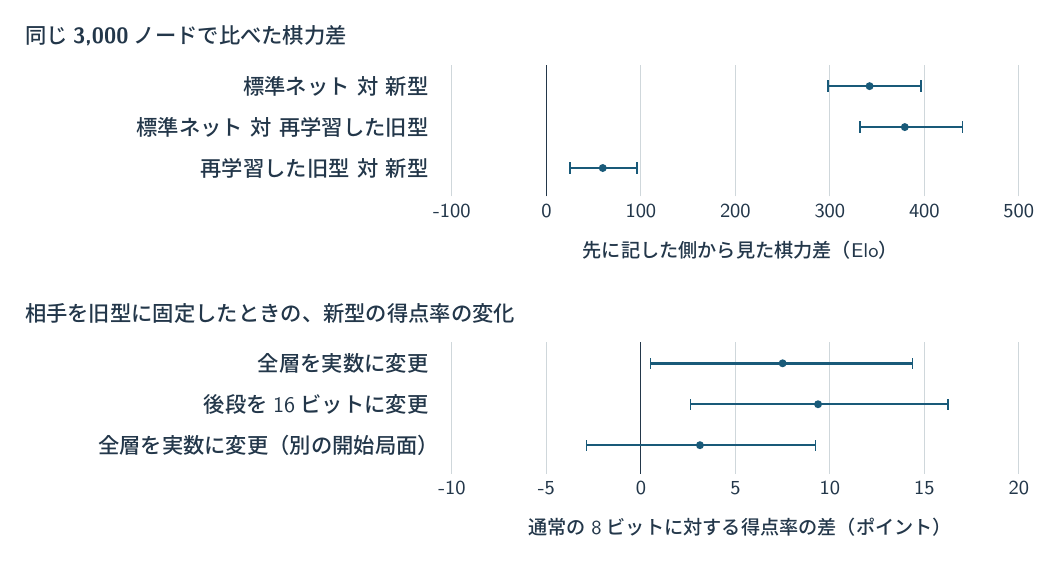 同じ 3,000 ノードで比べた棋力差
標準ネット 対 新型
標準ネット 対 再学習した旧型
再学習した旧型 対 新型
-100 0 100 200 300 400 500
先に記した側から見た棋力差（Elo）
相手を旧型に固定したときの、新型の得点率の変化
全層を実数に変更
後段を 16 ビットに変更
全層を実数に変更（別の開始局面）
-10 -5 0 5 10 15 20
通常の 8 ビットに対する得点率の差（ポイント）